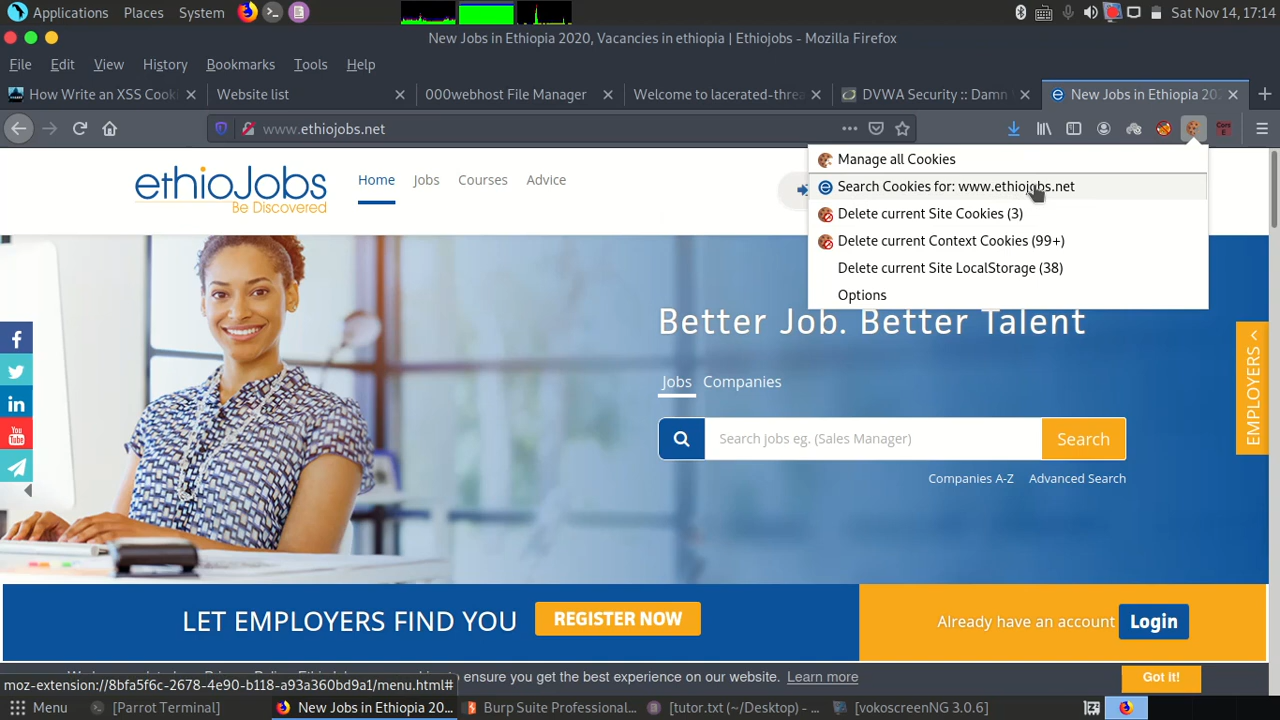 Applications Places System Sat Nov 14, 17:14
New Jobs in Ethiopia 2020, Vacancies in ethiopia | Ethiojobs - Mozilla Firefox
File Edit View History Bookmarks Tools Help
How Write an XSS Cook
Website list
000webhost File Manager
Welcome to lacerated-threa
DVWA Security :: Damn
New Jobs in Ethiopia 202
www.ethiojobs.net
Manage all Cookies
Search Cookies for: www.ethiojobs.net
Delete current Site Cookies (3)
Delete current Context Cookies (99+)
Delete current Site LocalStorage (38)
Options
ethioJobs
Be Discovered
Home Jobs Courses Advice
Better Job. Better Talent
Jobs Companies
Search jobs eg. (Sales Manager) Search
Companies A-Z Advanced Search
EMPLOYERS
You
Tube
LET EMPLOYERS FIND YOU REGISTER NOW
Already have an account Login
ensure you get the best experience on our website. Learn more Got it!
moz-extension://8bfa5f6c-2678-4e90-b118-a93a360bd9a1/menu.html#
Menu [Parrot Terminal] New Jobs in Ethiopia 20... Burp Suite Professional... [tutor.txt (~/Desktop) - ... [vokoscreenNG 3.0.6]